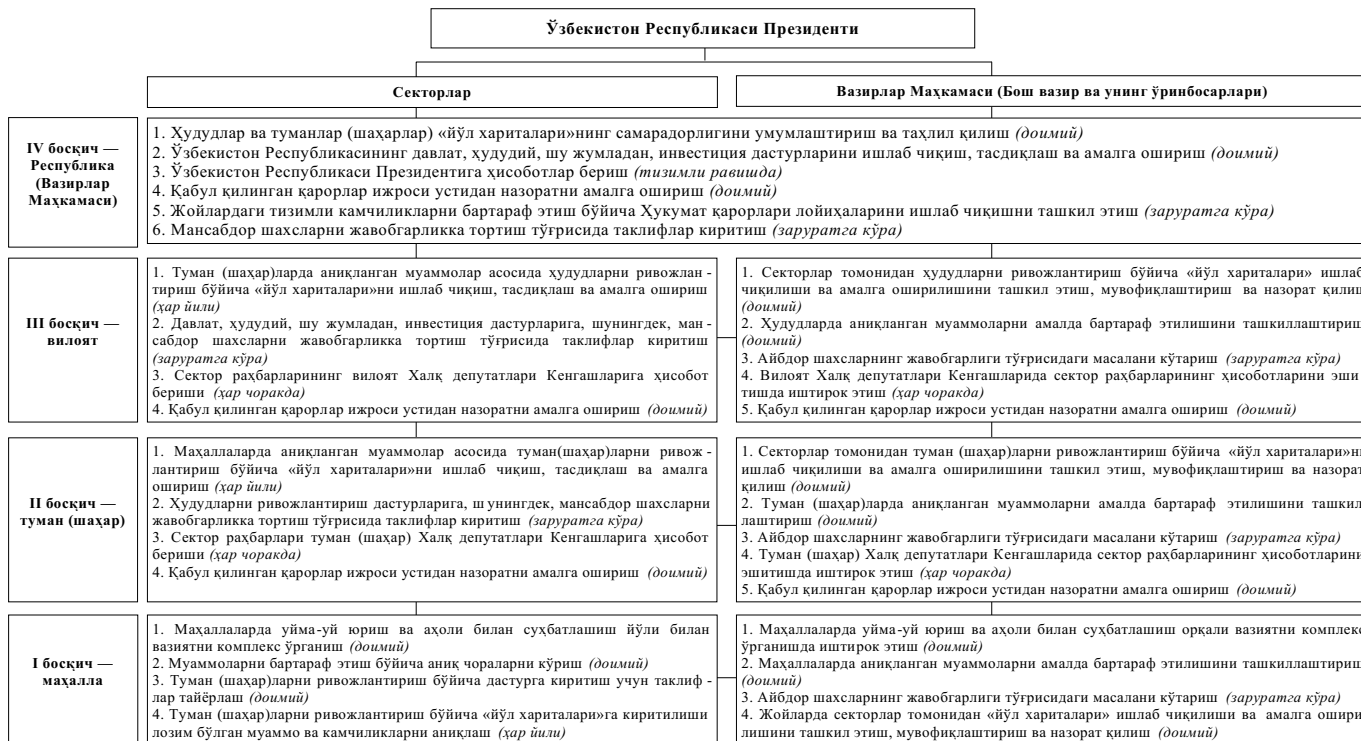 Ўзбекистон Республикаси Президенти
Секторлар
Вазирлар Маҳкамаси (Бош вазир ва унинг ўринбосарлари)
IV босқич —
Республика
(Вазирлар
Маҳкамаси)
1. Ҳудудлар ва туманлар (шаҳарлар) «йўл хариталари»нинг самарадорлигини умумлаштириш ва таҳлил қилиш (доимий)
2. Ўзбекистон Республикасининг давлат, ҳудудий, шу жумладан, инвестиция дастурларини ишлаб чиқиш, тасдиқлаш ва амалга ошириш (доимий)
3. Ўзбекистон Республикаси Президентига ҳисоботлар бериш (тизимли равишда)
4. Қабул қилинган қарорлар ижроси устидан назоратни амалга ошириш (доимий)
5. Жойлардаги тизимли камчиликларни бартараф этиш бўйича Ҳукумат қарорлари лойиҳаларини ишлаб чиқишни ташкил этиш (заруратга кўра)
6. Мансабдор шахсларни жавобгарликка тортиш тўғрисида таклифлар киритиш (заруратга кўра)
III босқич —
вилоят
1. Туман (шаҳар)ларда аниқланган муаммолар асосида ҳудудларни ривожлан-
тириш бўйича «йўл хариталари»ни ишлаб чиқиш, тасдиқлаш ва амалга ошириш
(ҳар йили)
2. Давлат, ҳудудий, шу жумладан, инвестиция дастурларига, шунингдек, ман-
сабдор шахсларни жавобгарликка тортиш тўғрисида таклифлар киритиш
(заруратга кўра)
3. Сектор раҳбарларининг вилоят Халқ депутатлари Кенгашларига ҳисобот
бериши (ҳар чоракда)
4. Қабул қилинган қарорлар ижроси устидан назоратни амалга ошириш (доимий)
1. Секторлар томонидан ҳудудларни ривожлантириш бўйича «йўл хариталари» ишлаб
чиқилиши ва амалга оширилишини ташкил этиш, мувофиқлаштириш ва назорат қилиш
(доимий)
2. Ҳудудларда аниқланган муаммоларни амалда бартараф этилишини ташкиллаштириш
(доимий)
3. Айбдор шахсларнинг жавобгарлиги тўғрисидаги масалани кўтариш (заруратга кўра)
4. Вилоят Халқ депутатлари Кенгашларида сектор раҳбарларининг ҳисоботларини эши
тишда иштирок этиш (ҳар чоракда)
5. Қабул қилинган қарорлар ижроси устидан назоратни амалга ошириш (доимий)
II босқич —
туман (шаҳар)
1. Маҳаллаларда аниқланган муаммолар асосида туман(шаҳар)ларни ривож-
лантириш бўйича «йўл хариталари»ни ишлаб чиқиш, тасдиқлаш ва амалга
ошириш (ҳар йили)
2. Ҳудудларни ривожлантириш дастурларига, шунингдек, мансабдор шахсларни
жавобгарликка тортиш тўғрисида таклифлар киритиш (заруратга кўра)
3. Сектор раҳбарлари туман (шаҳар) Халқ депутатлари Кенгашларига ҳисобот
бериши (ҳар чоракда)
4. Қабул қилинган қарорлар ижроси устидан назоратни амалга ошириш (доимий)
1. Секторлар томонидан туман (шаҳар)ларни ривожлантириш бўйича «йўл хариталари»ни
ишлаб чиқилиши ва амалга оширилишини ташкил этиш, мувофиқлаштириш ва назорат
қилиш (доимий)
2. Туман (шаҳар)ларда аниқланган муаммоларни амалда бартараф этилишини ташкил
лаштириш (доимий)
3. Айбдор шахсларнинг жавобгарлиги тўғрисидаги масалани кўтариш (заруратга кўра)
4. Туман (шаҳар) Халқ депутатлари Кенгашларида сектор раҳбарларининг ҳисоботларини
эшитишда иштирок этиш (ҳар чоракда)
5. Қабул қилинган қарорлар ижроси устидан назоратни амалга ошириш (доимий)
I босқич —
маҳалла
1. Маҳаллаларда уйма-уй юриш ва аҳоли билан суҳбатлашиш йўли билан
вазиятни комплекс ўрганиш (доимий)
2. Муаммоларни бартараф этиш бўйича аниқ чораларни кўриш (доимий)
3. Туман (шаҳар)ларни ривожлантириш бўйича дастурга киритиш учун таклиф-
лар тайёрлаш (доимий)
4. Туман (шаҳар)ларни ривожлантириш бўйича «йўл хариталари»га киритилиши
лозим бўлган муаммо ва камчиликларни аниқлаш (ҳар йили)
1. Маҳаллаларда уйма-уй юриш ва аҳоли билан суҳбатлашиш орқали вазиятни комплекс
ўрганишда иштирок этиш (доимий)
2. Маҳаллаларда аниқланган муаммоларни амалда бартараф этилишини ташкиллаштириш
(доимий)
3. Айбдор шахсларнинг жавобгарлиги тўғрисидаги масалани кўтариш (заруратга кўра)
4. Жойларда секторлар томонидан «йўл хариталари» ишлаб чиқилиши ва амалга ошири
лишини ташкил этиш, мувофиқлаштириш ва назорат қилиш (доимий)